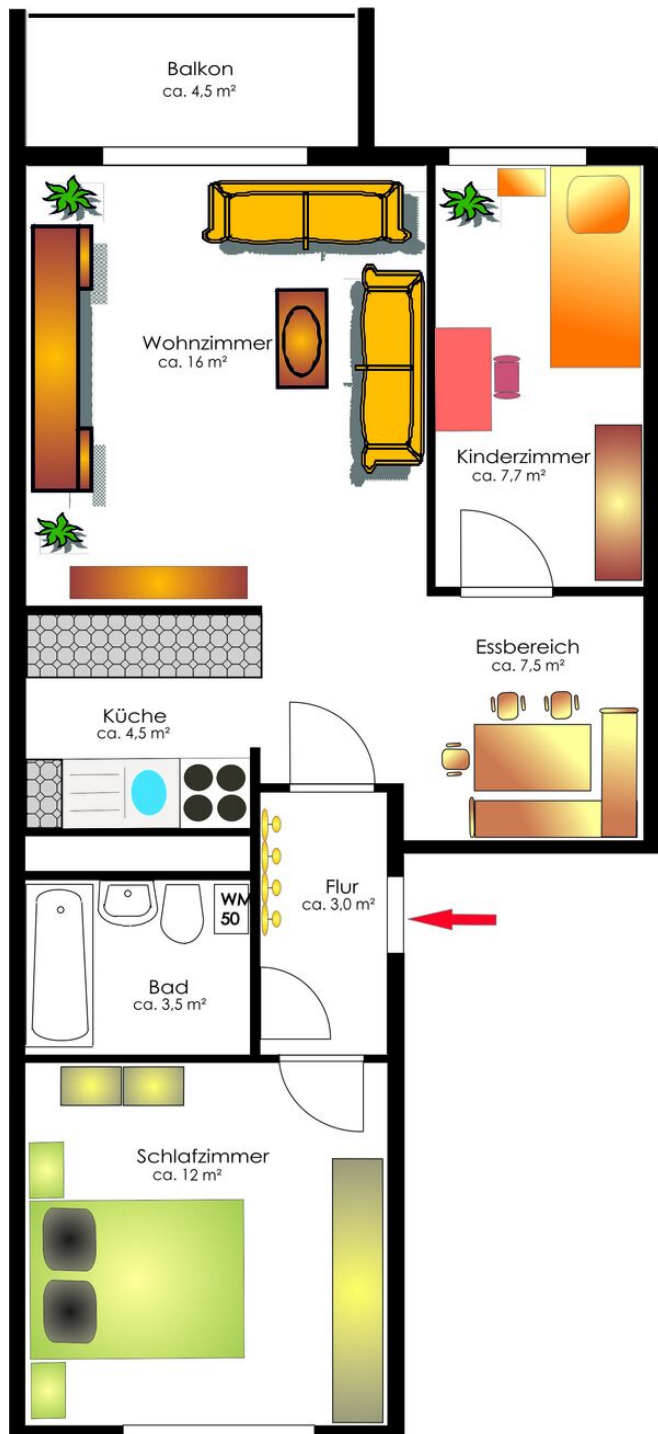 Balkon
ca. 4,5 m²
Wohnzimmer
ca. 16 m²
Kinderzimmer
ca. 7,7 m²
Essbereich
ca. 7,5 m²
Küche
ca. 4,5 m²
Flur
ca. 3,0 m²
WM
50
Bad
ca. 3,5 m²
Schlafzimmer
ca. 12 m²